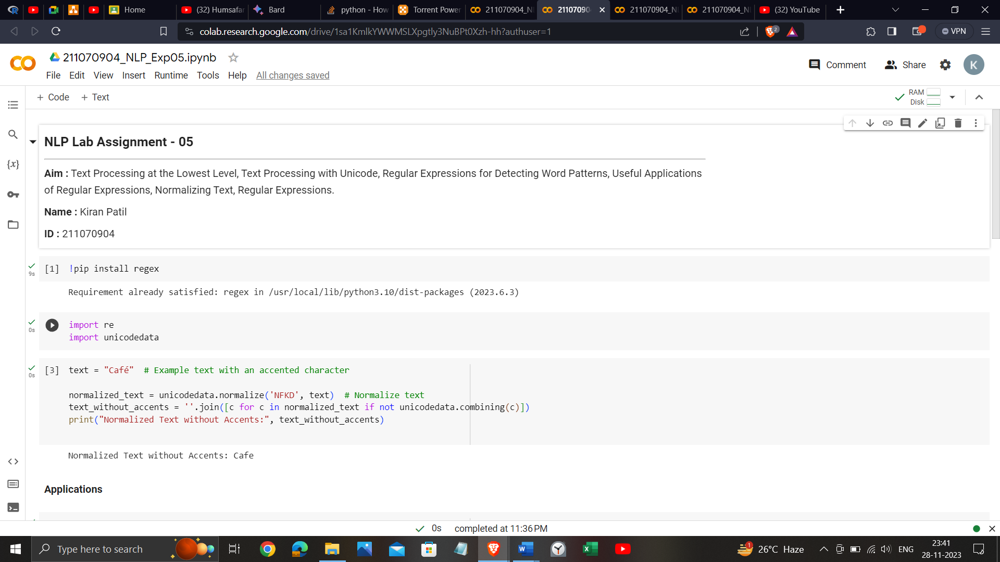 Home
(32) Humsafar
Bard
python - How
Torrent Power
211070904_N
21107090
211070904_N
211070904_N
(32) YouTube
colab.research.google.com/drive/1sa1KmlkYWWMSLXpgtly3NuBPt0Xzh-hh?authuser=1
2
VPN
211070904_NLP_Exp05.ipynb
File Edit View Insert Runtime Tools Help All changes saved
Comment
Share
K
+ Code + Text
RAM
Disk
NLP Lab Assignment - 05
Aim : Text Processing at the Lowest Level, Text Processing with Unicode, Regular Expressions for Detecting Word Patterns, Useful Applications
of Regular Expressions, Normalizing Text, Regular Expressions.
Name : Kiran Patil
ID : 211070904
9s
[1] !pip install regex
Requirement already satisfied: regex in /usr/local/lib/python3.10/dist-packages (2023.6.3)
0s
import re
import unicodedata
0s
[3] text = "Café"  # Example text with an accented character
normalized_text = unicodedata.normalize('NFKD', text)  # Normalize text
text_without_accents = ''.join([c for c in normalized_text if not unicodedata.combining(c)])
print("Normalized Text without Accents:", text_without_accents)
Normalized Text without Accents: Cafe
Applications
0s completed at 11:36 PM
Type here to search
1
26°C Haze
ENG
23:41
28-11-2023